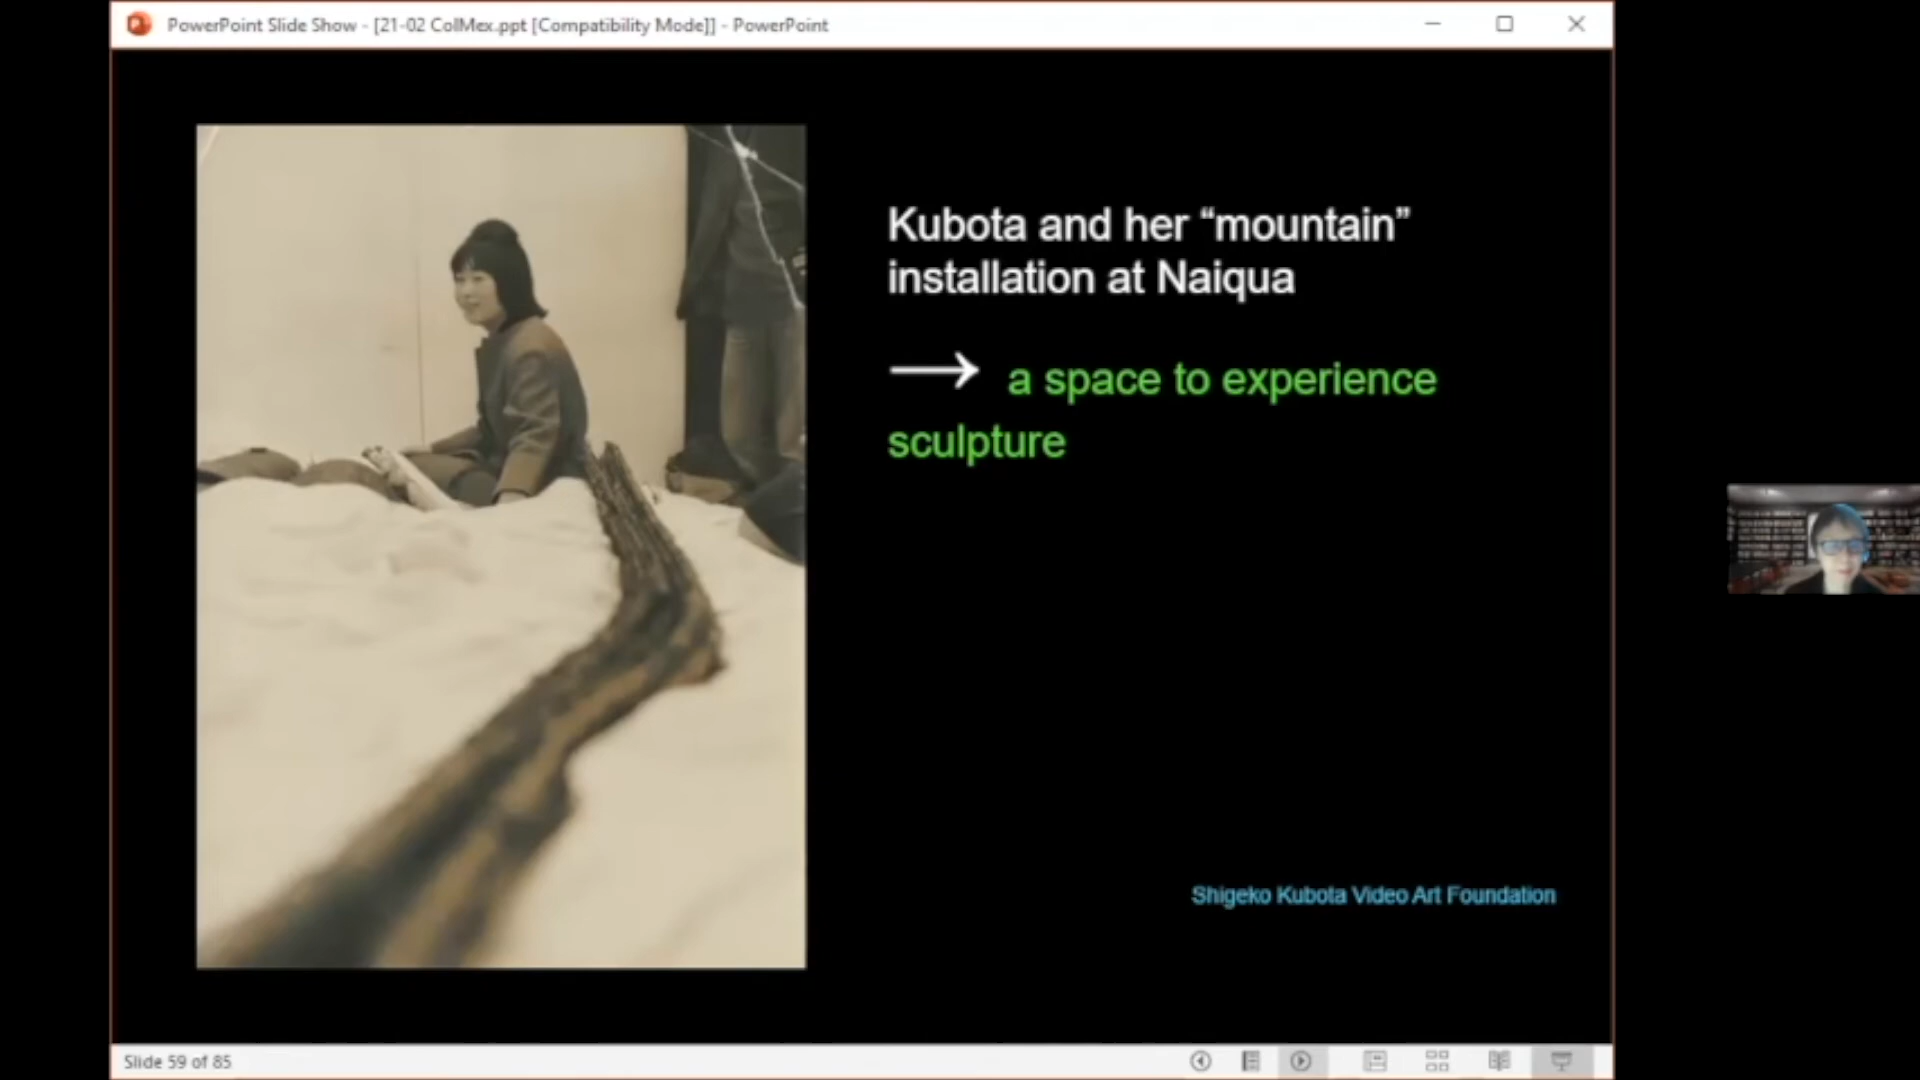 PowerPoint Slide Show - [21-02 ColMex.ppt [Compatibility Mode]] - PowerPoint
Kubota and her “mountain”
installation at Naiqua
→ a space to experience
sculpture
Shigeko Kubota Video Art Foundation
Slide 59 of 85